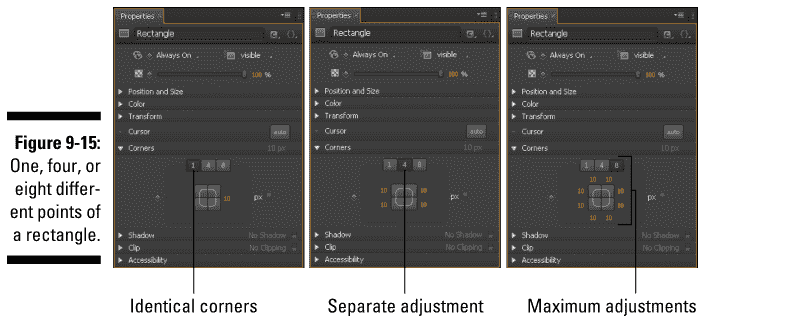 Figure 9-15:
One, four, or
eight differ-
ent points of
a rectangle.
Properties ×
Rectangle
Always On
visible
100 %
Position and Size
Color
Transform
Cursor
auto
Corners
10 px
1 4 8
10
px
Shadow
No Shadow
Clip
No Clipping
Accessibility
Properties ×
Rectangle
Always On
visible
100 %
Position and Size
Color
Transform
Cursor
auto
Corners
10 px
1 4 8
10 10
10 10
px
Shadow
No Shadow
Clip
No Clipping
Accessibility
Properties ×
Rectangle
Always On
visible
100 %
Position and Size
Color
Transform
Cursor
auto
Corners
10 px
1 4 8
10 10
10 10
10 10
10 10
px
Shadow
No Shadow
Clip
No Clipping
Accessibility
Identical corners
Separate adjustment
Maximum adjustments